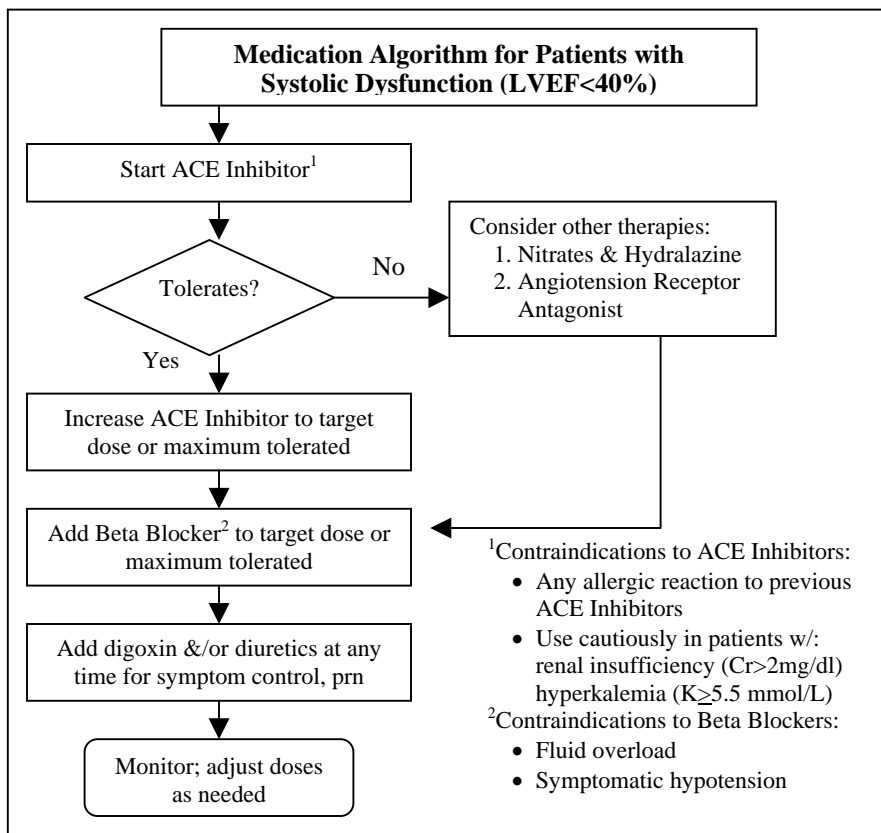 Medication Algorithm for Patients with
Systolic Dysfunction (LVEF<40%)
Start ACE Inhibitor¹
Tolerates?
No
Consider other therapies:
1. Nitrates & Hydralazine
2. Angiotension Receptor
Antagonist
Yes
Increase ACE Inhibitor to target
dose or maximum tolerated
Add Beta Blocker² to target dose or
maximum tolerated
Add digoxin &/or diuretics at any
time for symptom control, prn
Monitor; adjust doses
as needed
¹Contraindications to ACE Inhibitors:
• Any allergic reaction to previous
ACE Inhibitors
• Use cautiously in patients w/:
renal insufficiency (Cr>2mg/dl)
hyperkalemia (K≥5.5 mmol/L)
²Contraindications to Beta Blockers:
• Fluid overload
• Symptomatic hypotension